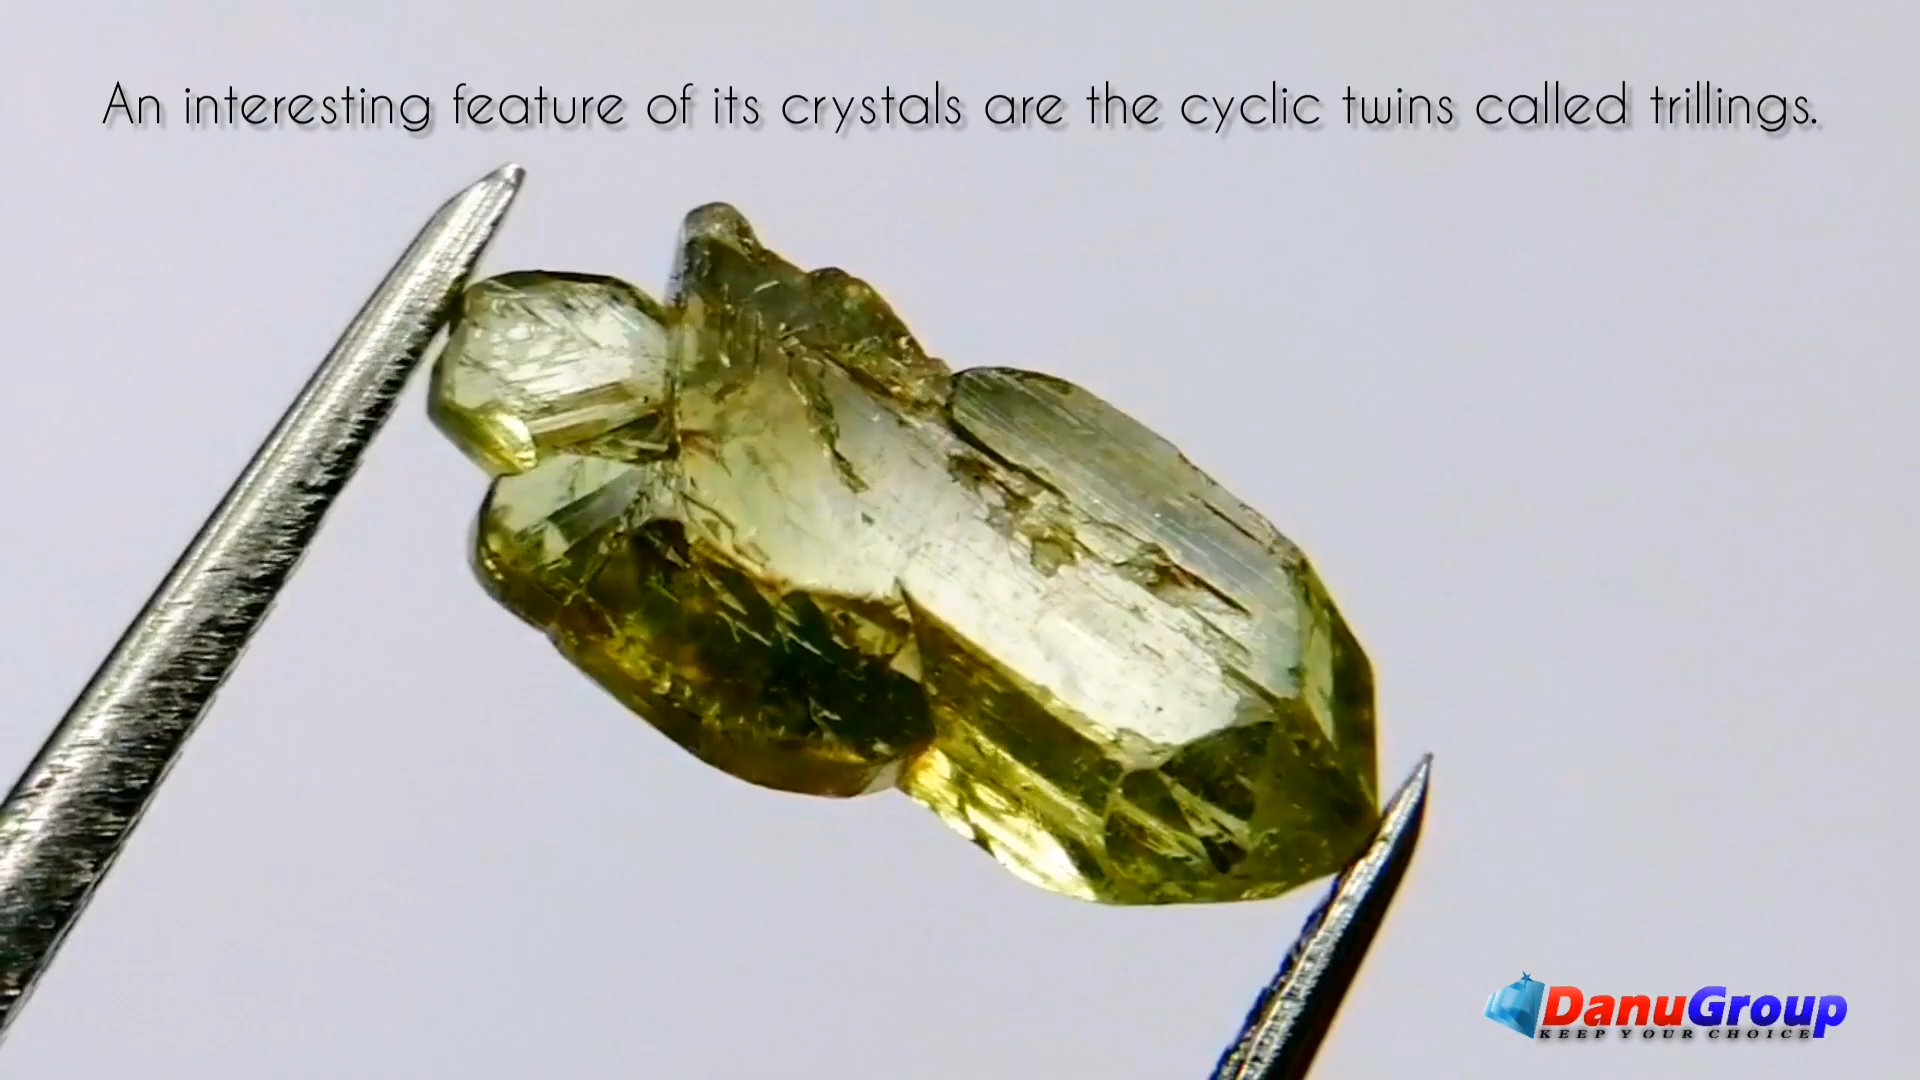 An interesting feature of its crystals are the cyclic twins called trillings.
DanuGroup
KEEP YOUR CHOICE